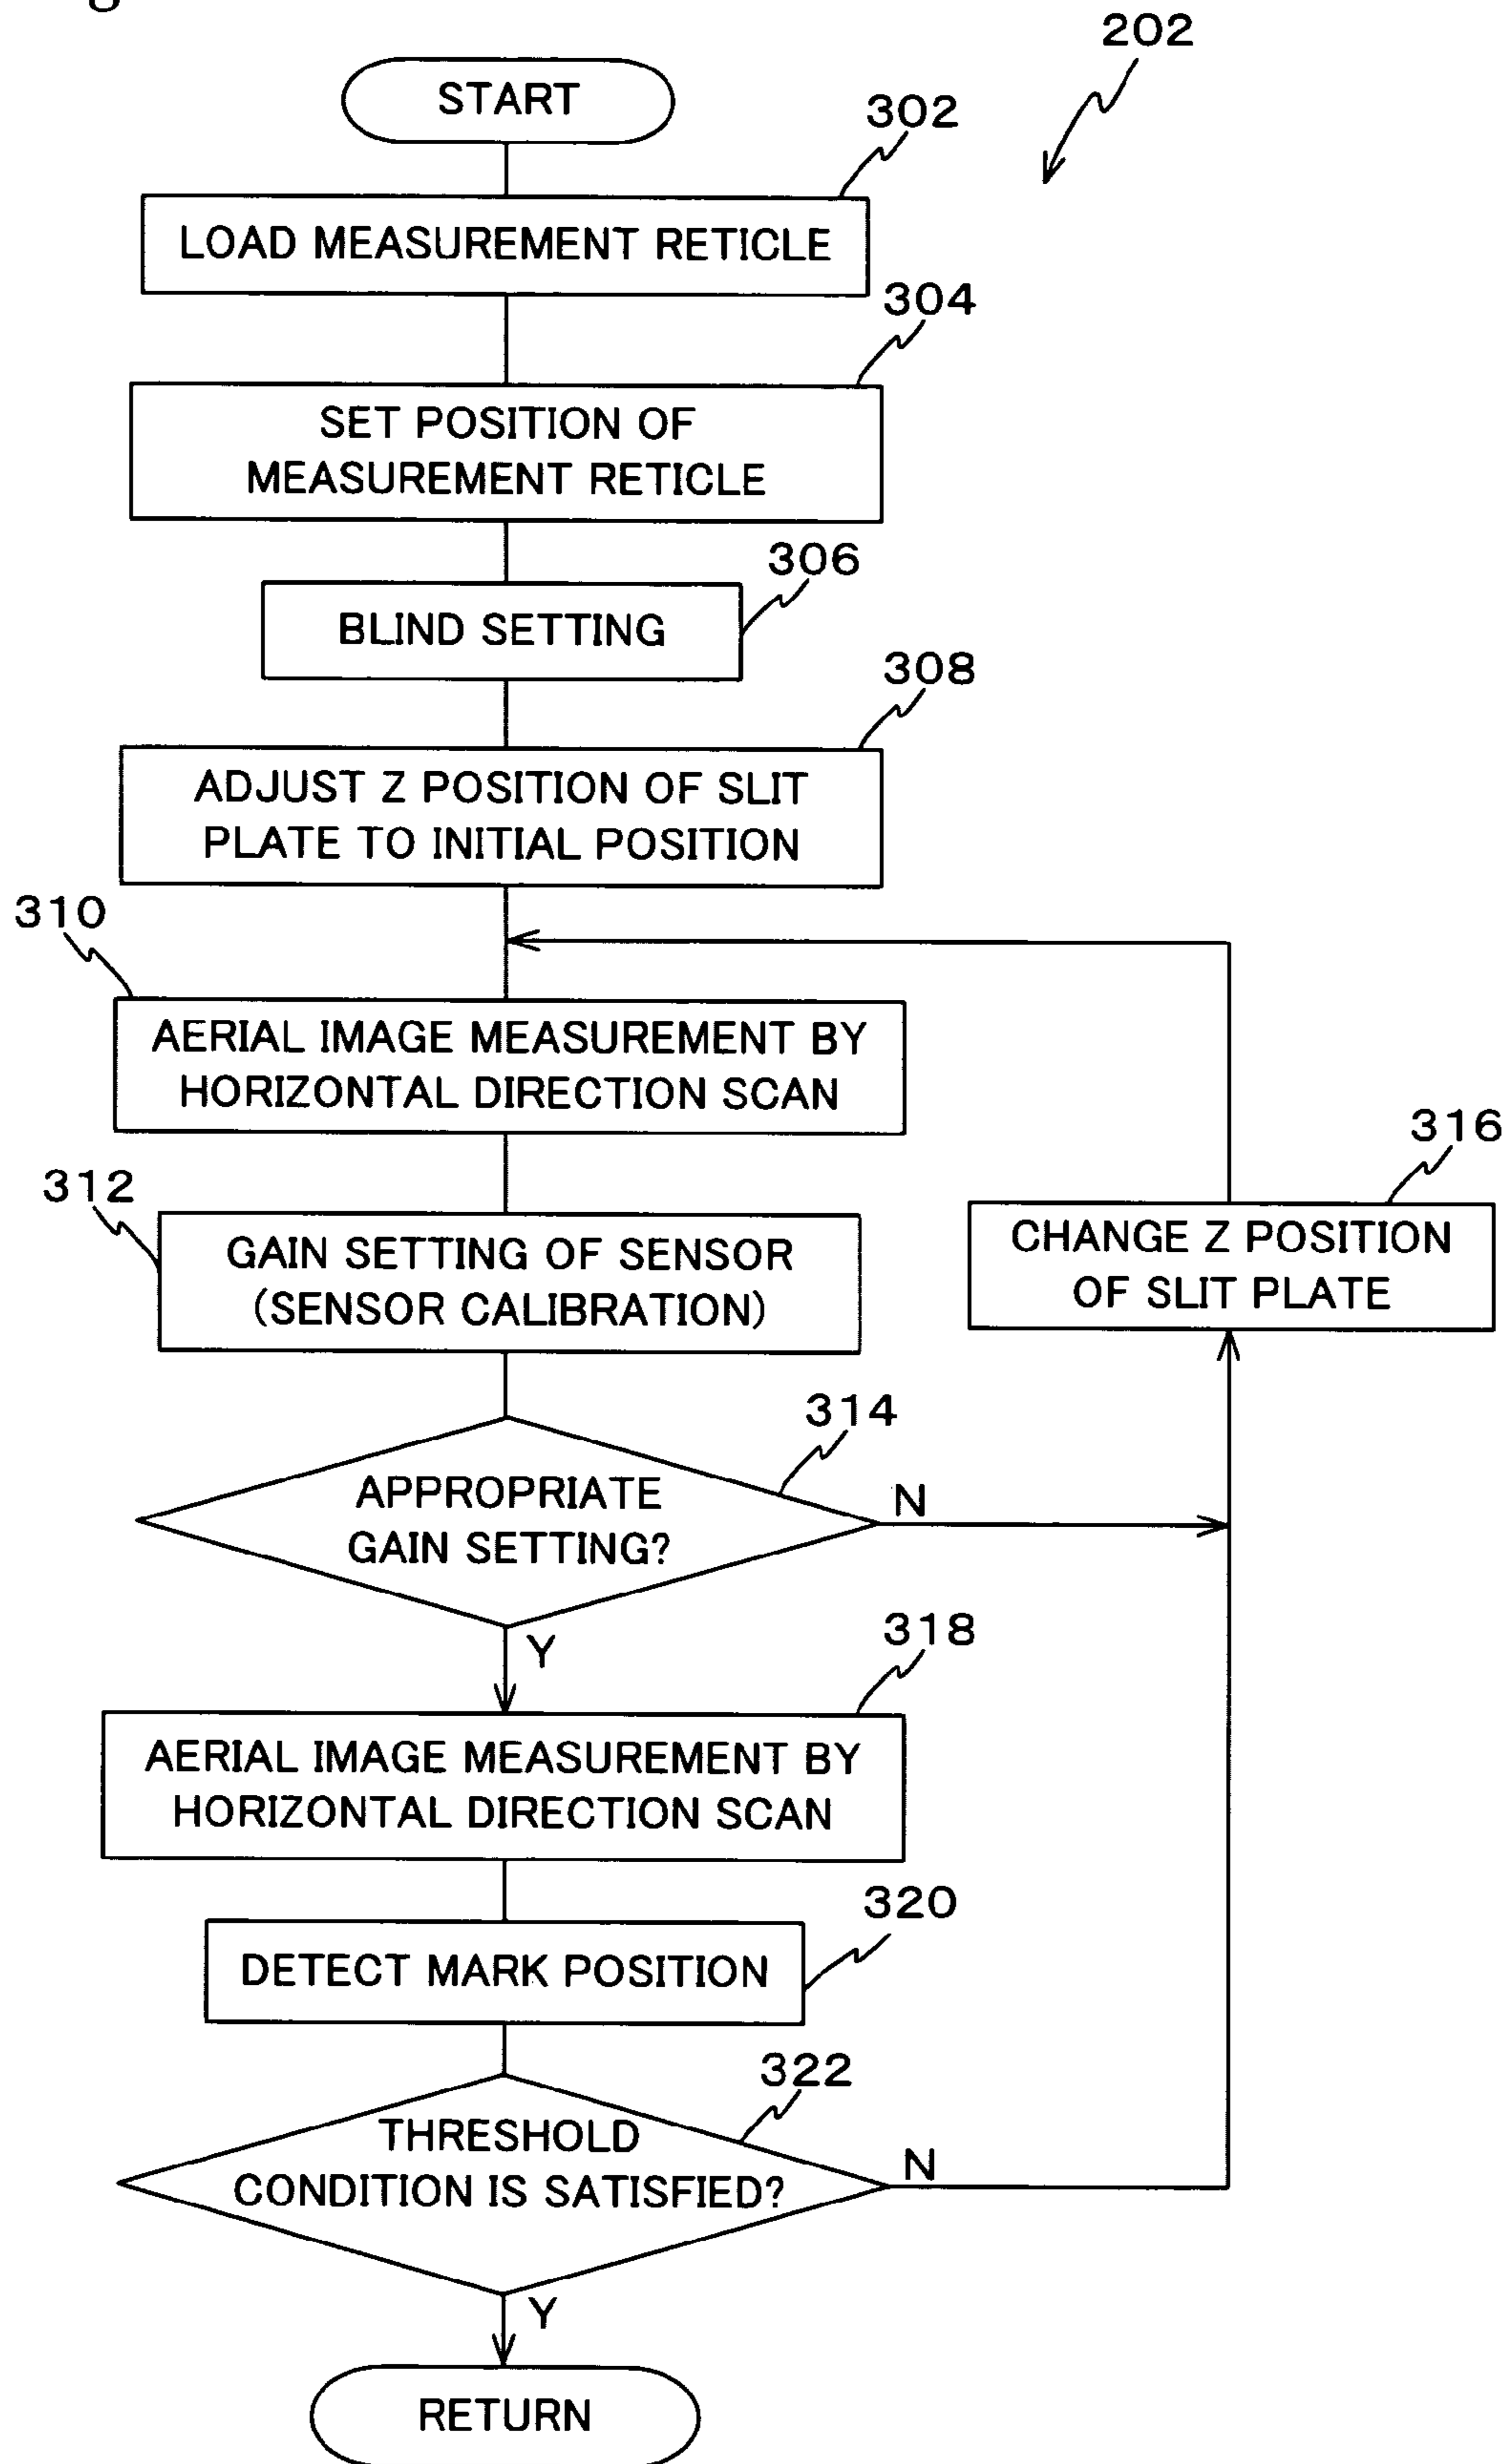 202
START
302
LOAD MEASUREMENT RETICLE
304
SET POSITION OF
MEASUREMENT RETICLE
306
BLIND SETTING
308
ADJUST Z POSITION OF SLIT
PLATE TO INITIAL POSITION
310
AERIAL IMAGE MEASUREMENT BY
HORIZONTAL DIRECTION SCAN
312
GAIN SETTING OF SENSOR
(SENSOR CALIBRATION)
316
CHANGE Z POSITION
OF SLIT PLATE
314
APPROPRIATE
GAIN SETTING?
N
Y
318
AERIAL IMAGE MEASUREMENT BY
HORIZONTAL DIRECTION SCAN
320
DETECT MARK POSITION
322
THRESHOLD
CONDITION IS SATISFIED?
N
Y
RETURN